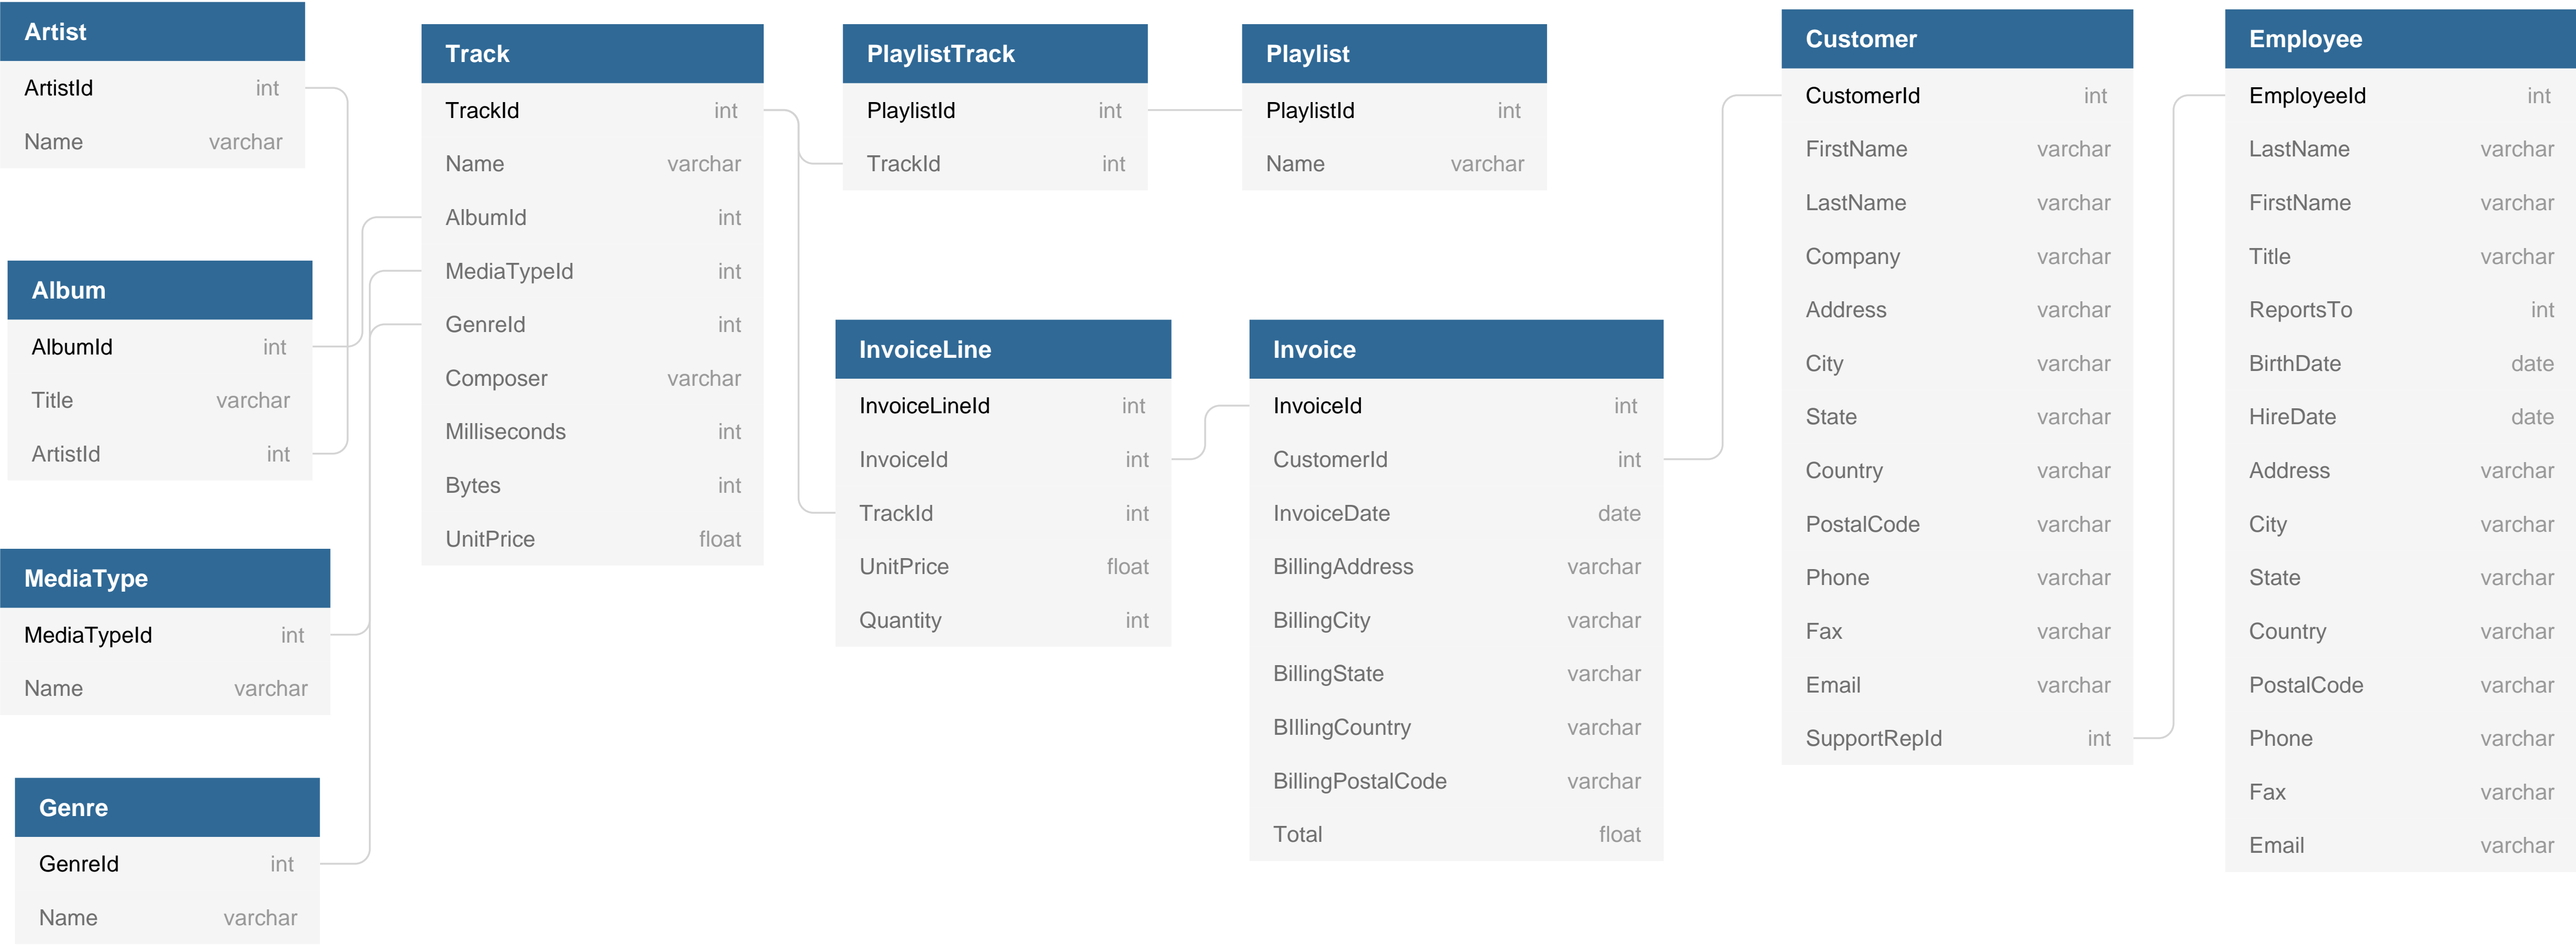 Artist
ArtistId int
Name varchar
Album
AlbumId int
Title varchar
ArtistId int
MediaType
MediaTypeId int
Name varchar
Genre
GenreId int
Name varchar
Track
TrackId int
Name varchar
AlbumId int
MediaTypeId int
GenreId int
Composer varchar
Milliseconds int
Bytes int
UnitPrice float
PlaylistTrack
PlaylistId int
TrackId int
Playlist
PlaylistId int
Name varchar
InvoiceLine
InvoiceLineId int
InvoiceId int
TrackId int
UnitPrice float
Quantity int
Invoice
InvoiceId int
CustomerId int
InvoiceDate date
BillingAddress varchar
BillingCity varchar
BillingState varchar
BIllingCountry varchar
BillingPostalCode varchar
Total float
Customer
CustomerId int
FirstName varchar
LastName varchar
Company varchar
Address varchar
City varchar
State varchar
Country varchar
PostalCode varchar
Phone varchar
Fax varchar
Email varchar
SupportRepId int
Employee
EmployeeId int
LastName varchar
FirstName varchar
Title varchar
ReportsTo int
BirthDate date
HireDate date
Address varchar
City varchar
State varchar
Country varchar
PostalCode varchar
Phone varchar
Fax varchar
Email varchar